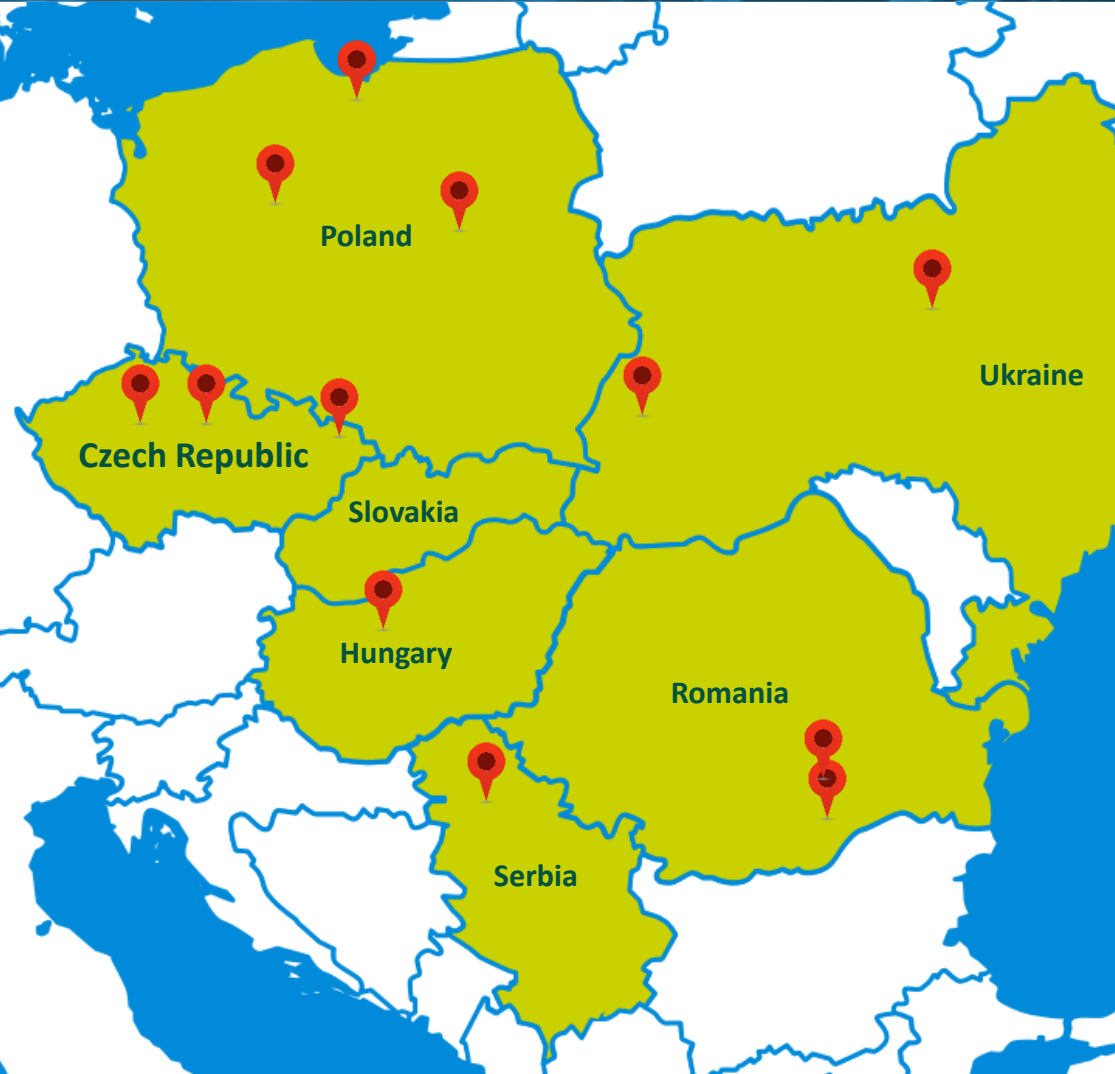 Poland
Ukraine
Czech Republic
Slovakia
Hungary
Romania
Serbia